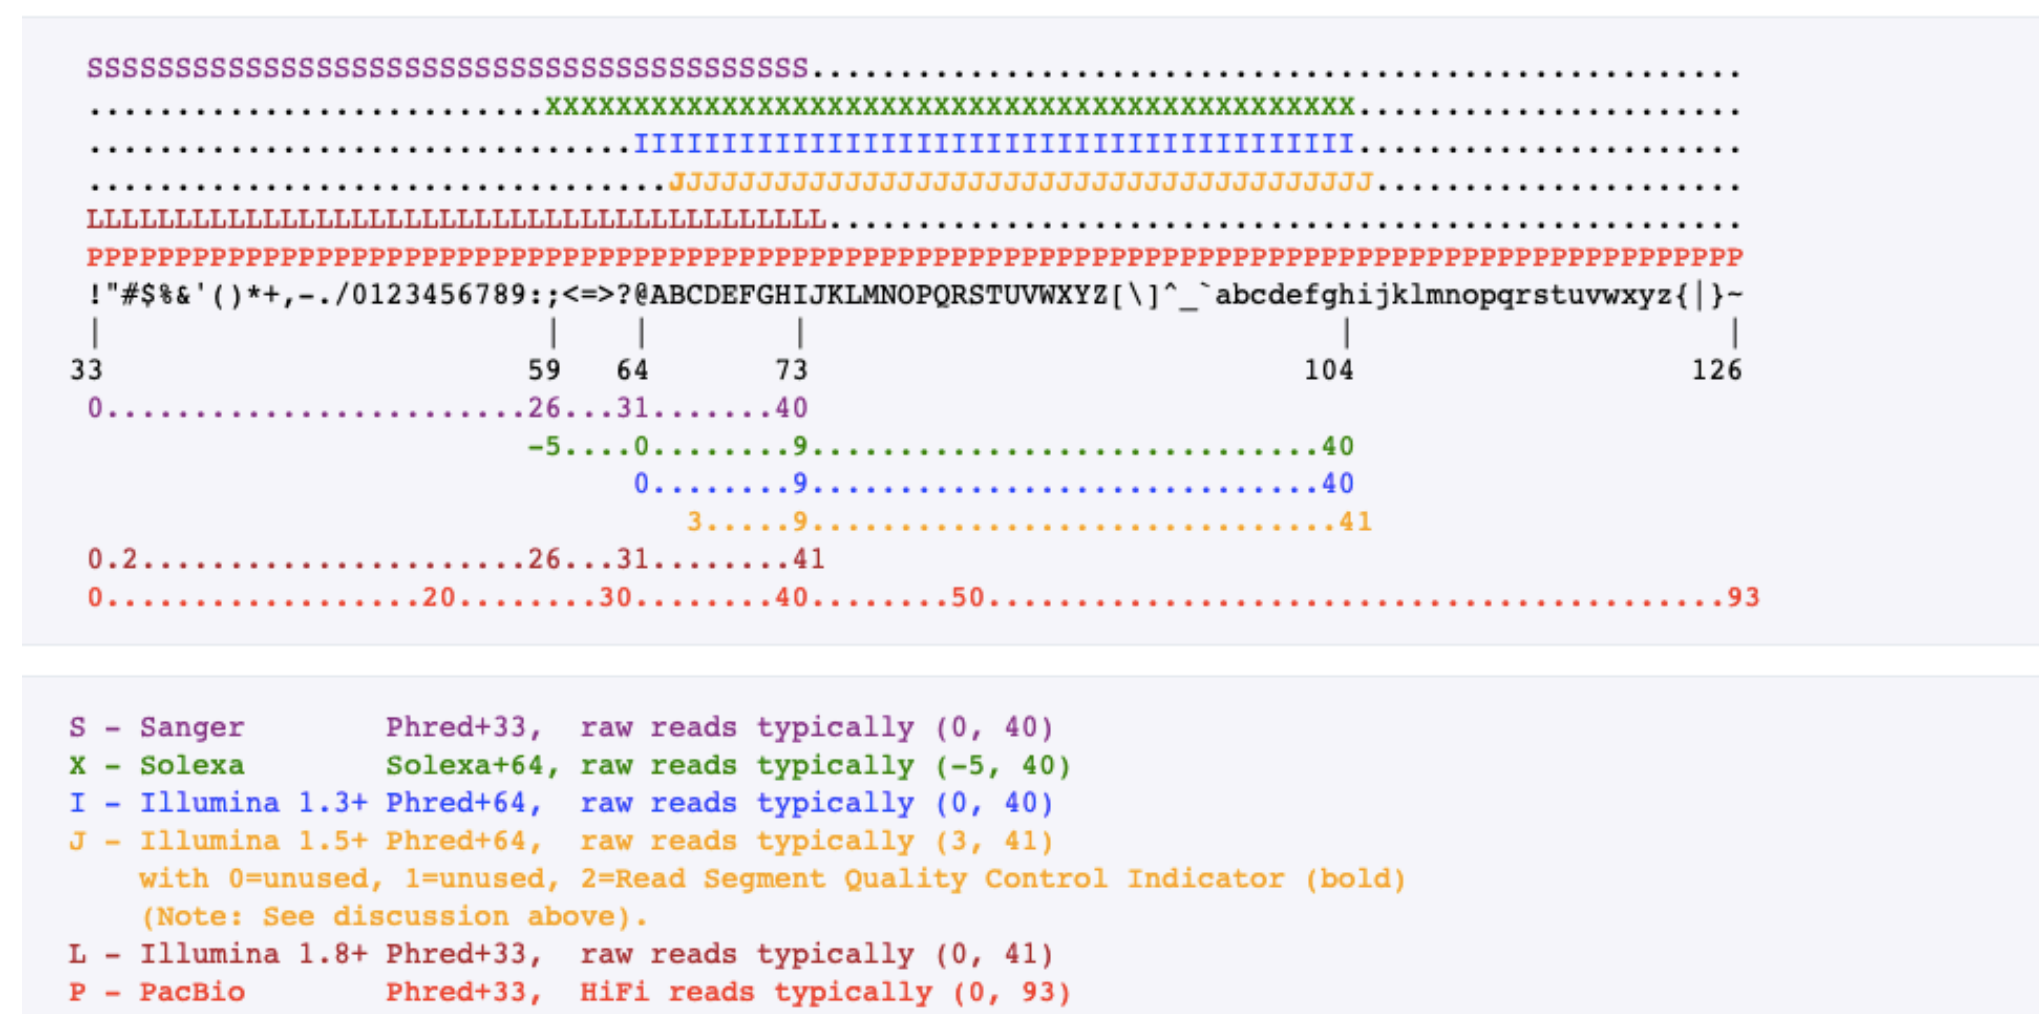 SSSSSSSSSSSSSSSSSSSSSSSSSSSSSSSSSSSSSSSSS.....................................................
..........................XXXXXXXXXXXXXXXXXXXXXXXXXXXXXXXXXXXXXXXXXXXXXX......................
...............................IIIIIIIIIIIIIIIIIIIIIIIIIIIIIIIIIIIIIIIII......................
.................................JJJJJJJJJJJJJJJJJJJJJJJJJJJJJJJJJJJJJJJJ.....................
LLLLLLLLLLLLLLLLLLLLLLLLLLLLLLLLLLLLLLLLLL....................................................
PPPPPPPPPPPPPPPPPPPPPPPPPPPPPPPPPPPPPPPPPPPPPPPPPPPPPPPPPPPPPPPPPPPPPPPPPPPPPPPPPPPPPPPPPPPPPP
!"#$%&'()*+,-./0123456789:;<=>?@ABCDEFGHIJKLMNOPQRSTUVWXYZ[\]^_`abcdefghijklmnopqrstuvwxyz{|}~
| | | | | |
33 59 64 73 104 126
0........................26...31.......40
-5....0........8.............................40
0........9.............................40
3.....9..............................41
0.2......................26...31........41
0..................20........30........40........50..........................................93
S - Sanger Phred+33, raw reads typically (0, 40)
X - Solexa Solexa+64, raw reads typically (-5, 40)
I - Illumina 1.3+ Phred+64, raw reads typically (0, 40)
J - Illumina 1.5+ Phred+64, raw reads typically (3, 41)
with 0=unused, 1=unused, 2=Read Segment Quality Control Indicator (bold)
(Note: See discussion above).
L - Illumina 1.8+ Phred+33, raw reads typically (0, 41)
P - PacBio Phred+33, HiFi reads typically (0, 93)